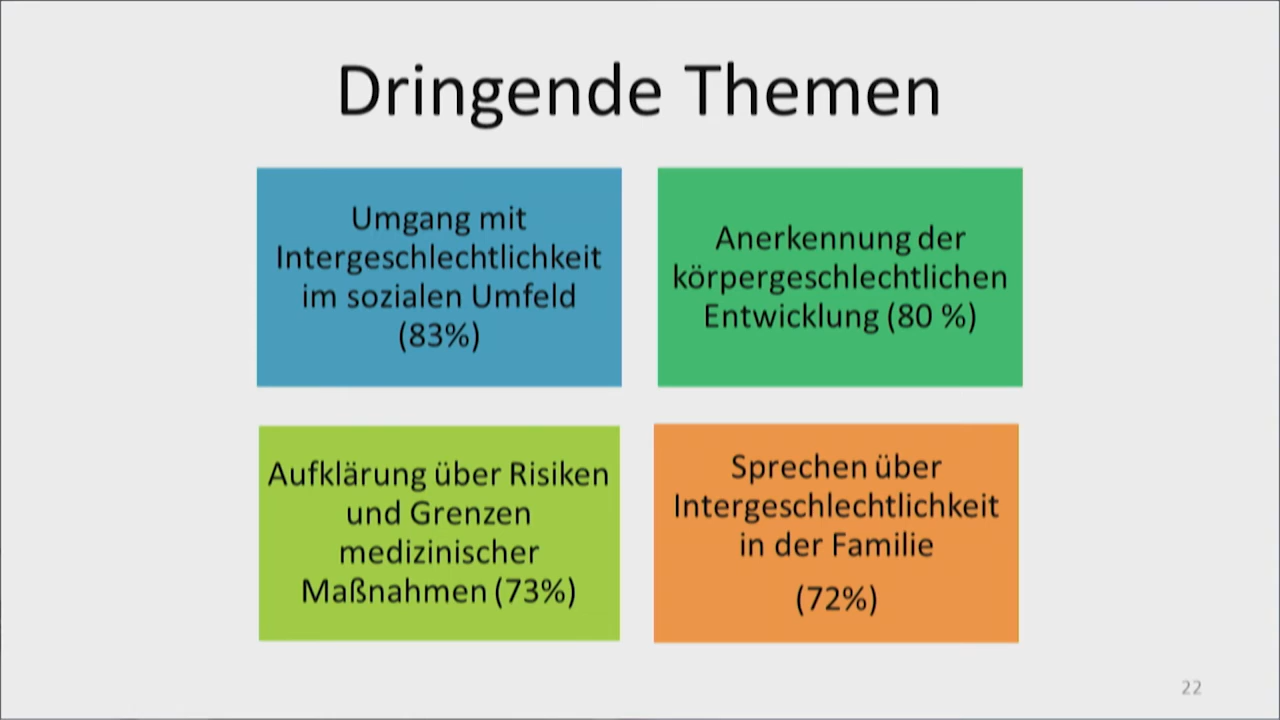 Dringende Themen
Umgang mit
Intergeschlechtlichkeit
im sozialen Umfeld
(83%)
Anerkennung der
körpergeschlechtlichen
Entwicklung (80 %)
Aufklärung über Risiken
und Grenzen
medizinischer
Maßnahmen (73%)
Sprechen über
Intergeschlechtlichkeit
in der Familie
(72%)
22